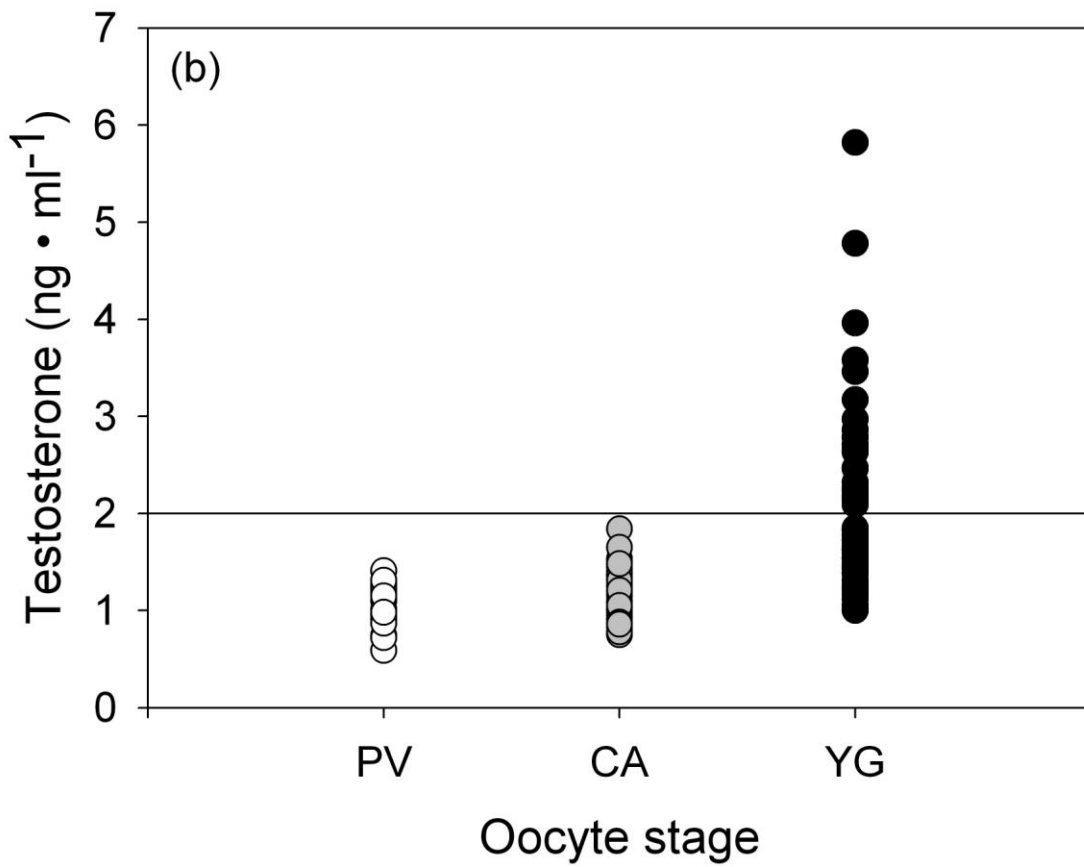 (b)
Testosterone (ng • ml⁻¹)
7
6
5
4
3
2
1
0
PV CA YG
Oocyte stage